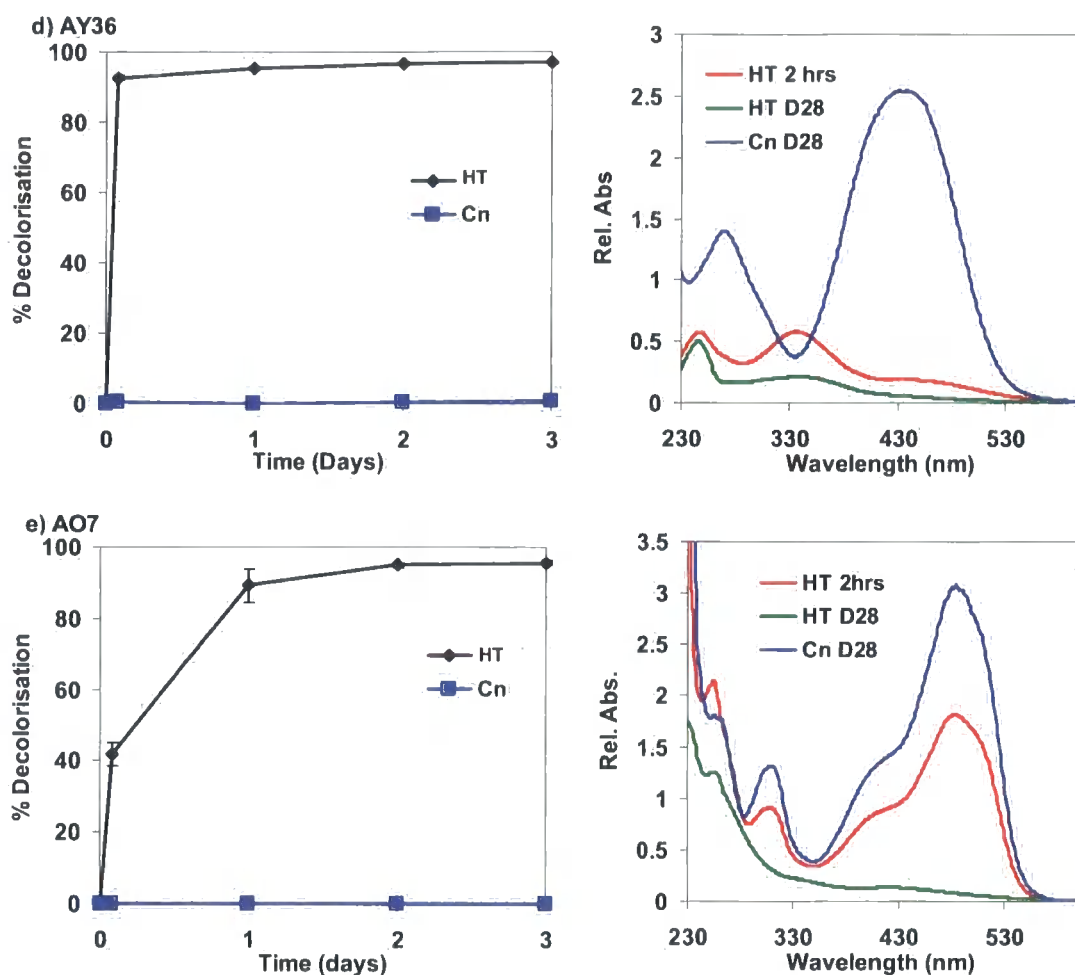 d) AY36
100
80
60
40
20
0
% Decolorisation
HT
Cn
0 1 2 3
Time (Days)
3
2.5
2
1.5
1
0.5
0
Rel. Abs
HT 2 hrs
HT D28
Cn D28
230 330 430 530
Wavelength (nm)
e) AO7
100
80
60
40
20
0
% Decolorisation
HT
Cn
0 1 2 3
Time (days)
3.5
3
2.5
2
1.5
1
0.5
0
Rel. Abs.
HT 2hrs
HT D28
Cn D28
230 330 430 530
Wavelength (nm)